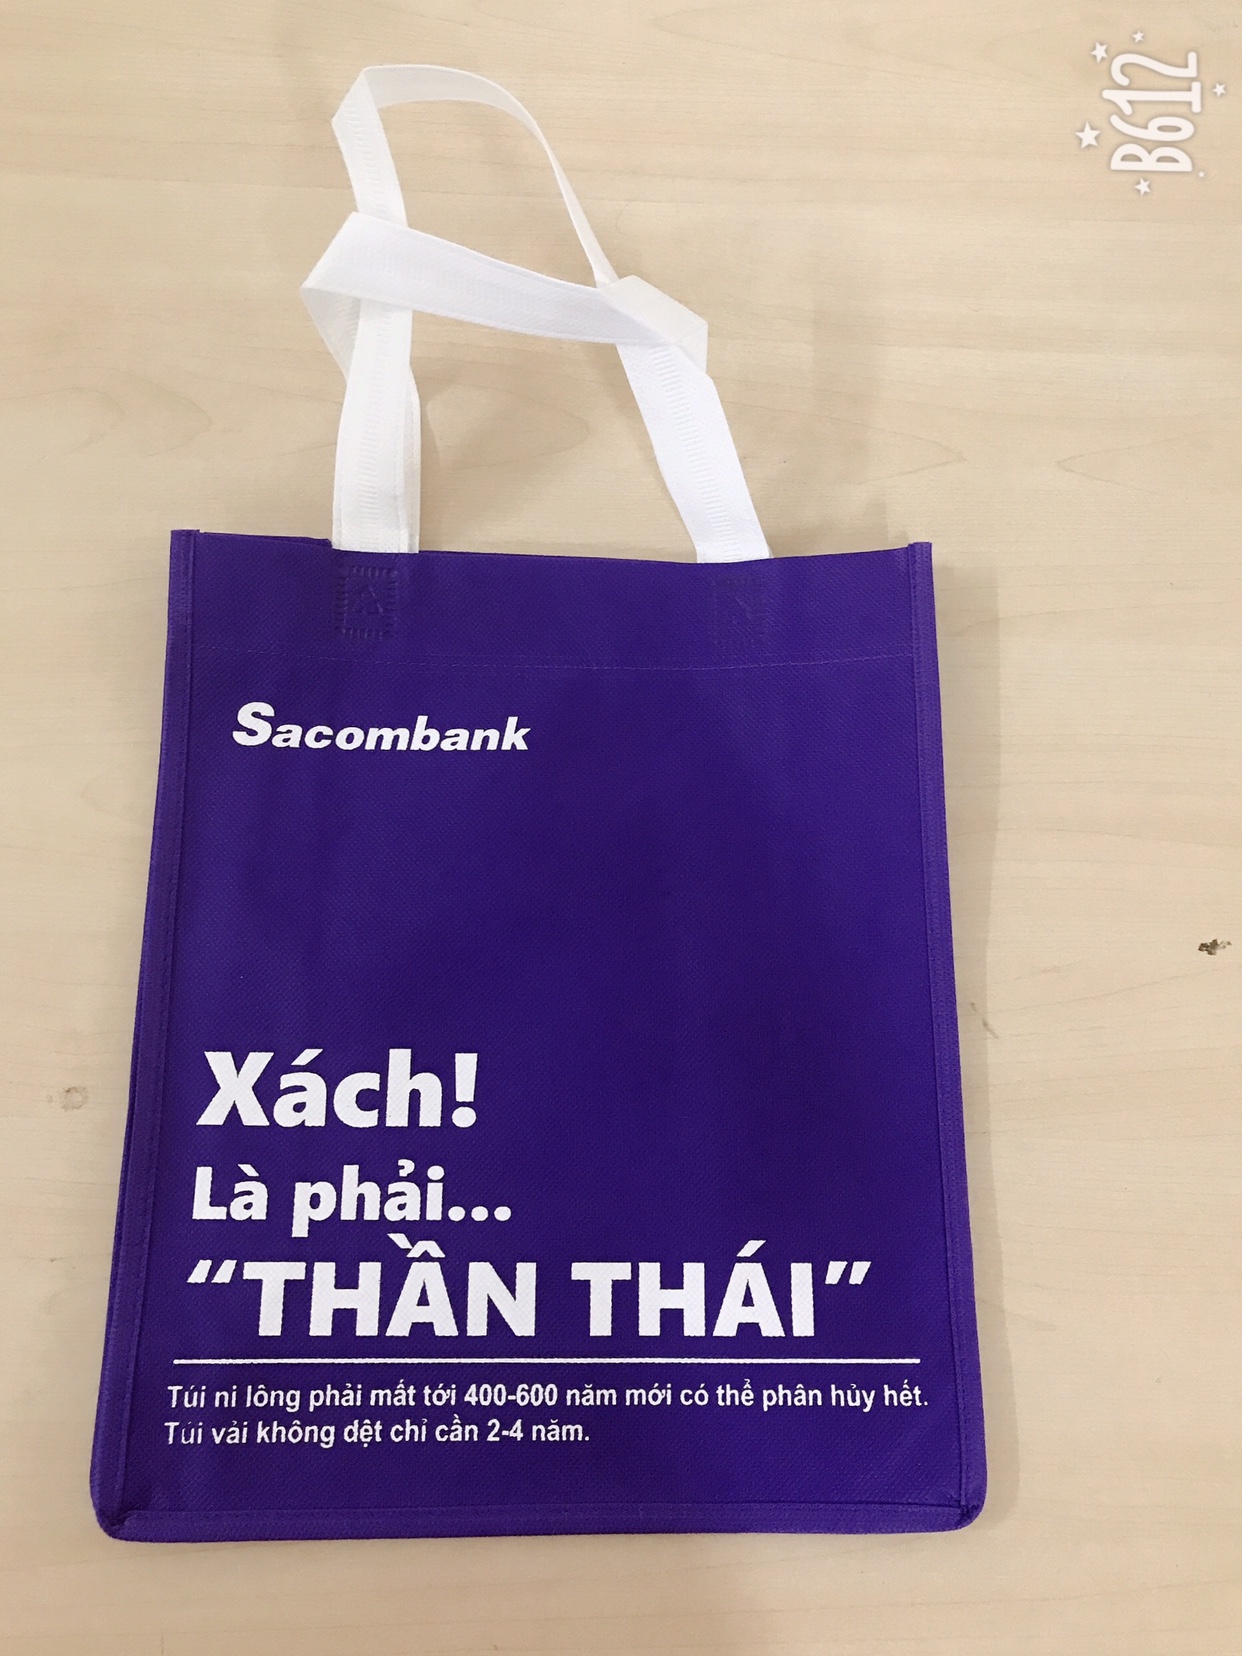 B612
Sacombank
Xách!
Là phải...
“THẦN THÁI”
Túi ni lông phải mất tới 400-600 năm mới có thể phân hủy hết.
Túi vải không dệt chỉ cần 2-4 năm.